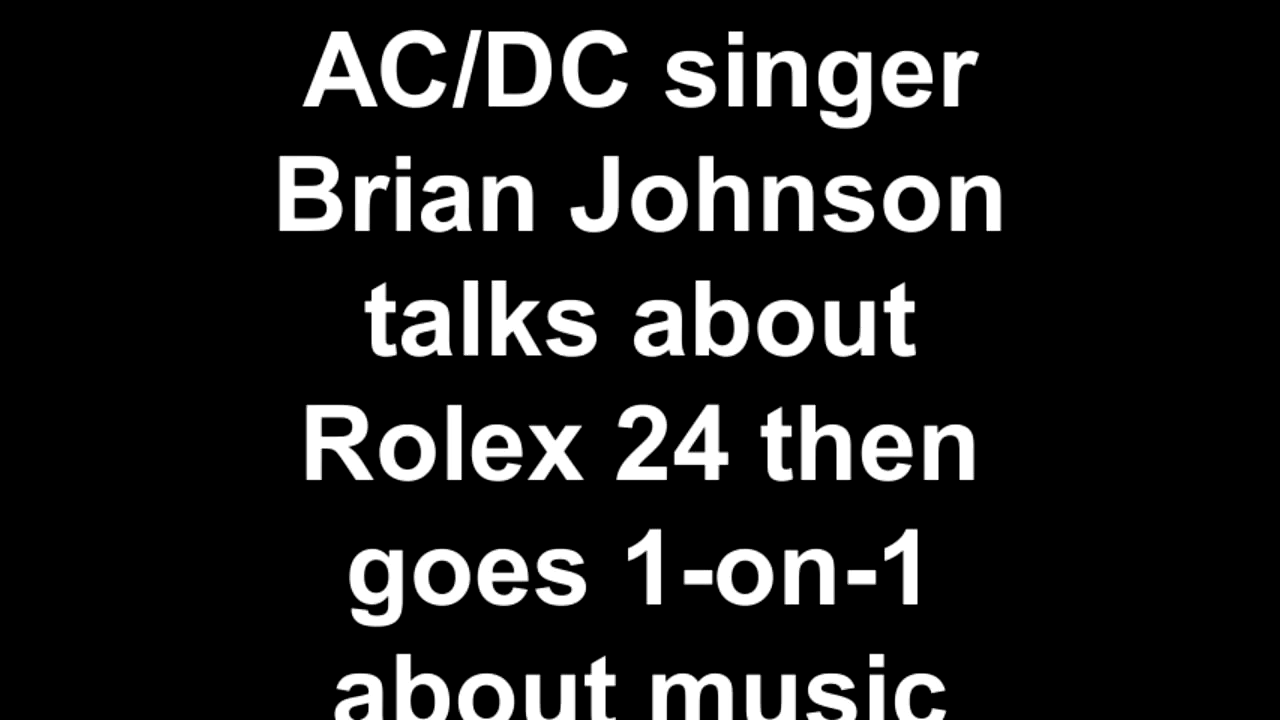 AC/DC singer
Brian Johnson
talks about
Rolex 24 then
goes 1-on-1
about music